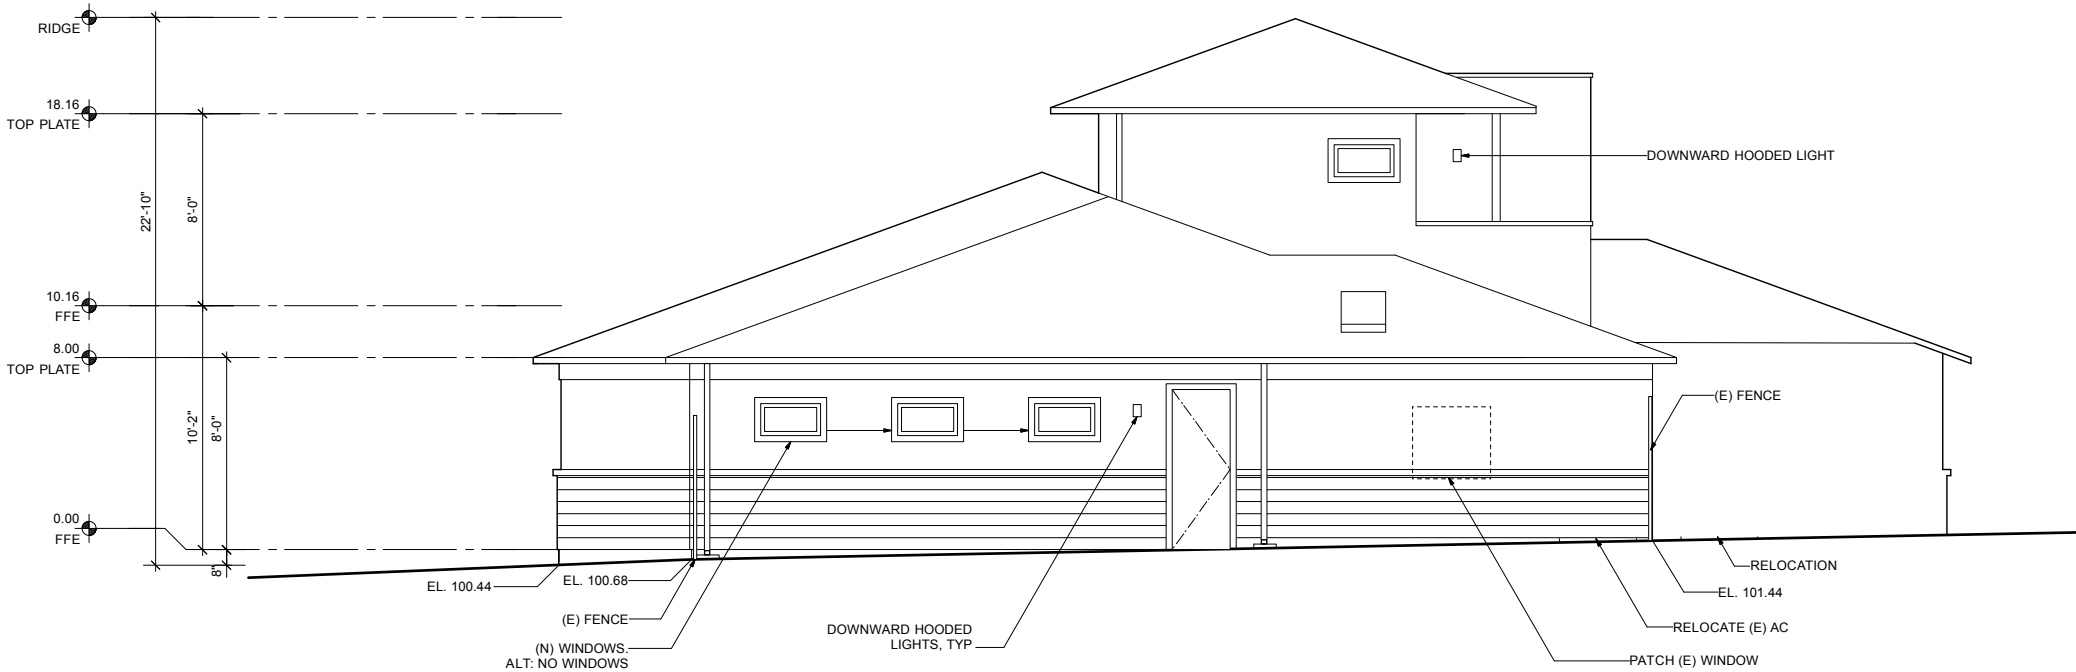 RIDGE
18.16
TOP PLATE
22'-10"
8'-0"
10.16
FFE
8.00
TOP PLATE
10'-2"
8'-0"
0.00
FFE
8"
DOWNWARD HOODED LIGHT
(E) FENCE
EL. 100.44
EL. 100.68
(E) FENCE
(N) WINDOWS.
ALT: NO WINDOWS
DOWNWARD HOODED
LIGHTS, TYP
RELOCATION
EL. 101.44
RELOCATE (E) AC
PATCH (E) WINDOW